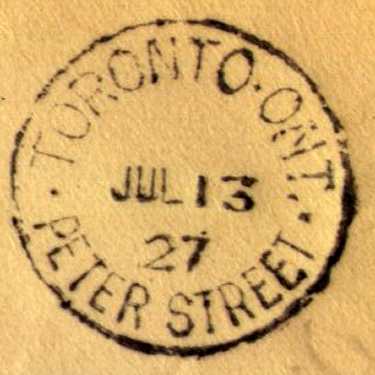 TORONTO·ONT.
JUL 13
27
PETER STREET